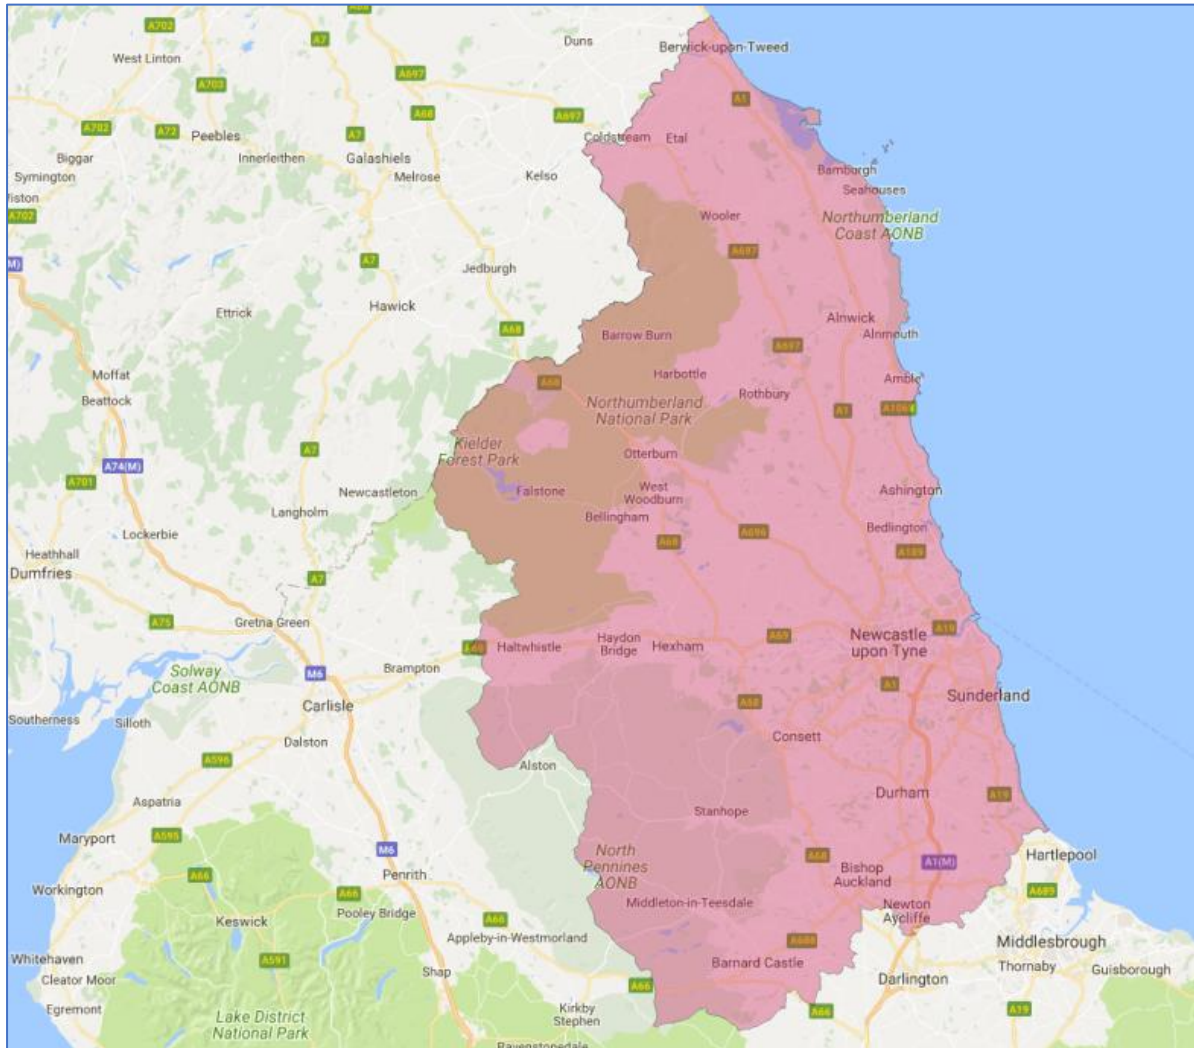 A68
A702
A7
Duns
Berwick-upon-Tweed
West Linton
A697
A703
A68
A1
A702
A72
Peebles
A7
A697
Coldstream
Etal
Biggar
Innerleithen
Galashiels
Symington
Melrose
Kelso
Bamburgh
Seahouses
A702
Wooler
Northumberland
Coast AONB
A697
A7
Jedburgh
Hawick
Ettrick
A68
Alnwick
Barrow Burn
Alnmouth
A697
Moffat
Harbottle
Amble
A68
Beattock
Rothbury
Northumberland
National Park
A1
A1068
Kielder
Forest Park
A7
Otterburn
A74(M)
A701
Newcastleton
Falstone
West
Woodburn
Ashington
Langholm
Bellingham
Bedlington
Lockerbie
A68
A696
A189
Heathhall
Dumfries
A7
A75
Gretna Green
A19
Newcastle
upon Tyne
Haltwhistle
Haydon
Bridge
Hexham
A69
A69
Solway
Coast AONB
M6
Brampton
A1
Southerness
Silloth
Carlisle
A68
Sunderland
Dalston
Consett
A596
Alston
Aspatria
Durham
A19
Stanhope
Maryport
A595
M6
North
Pennines
AONB
A68
A1(M)
Hartlepool
Workington
A66
Penrith
Bishop
Auckland
A689
A66
Keswick
Pooley Bridge
A66
Middleton-in-Teesdale
Newton
Aycliffe
Appleby-in-Westmorland
A688
Middlesbrough
Whitehaven
A591
Barnard Castle
Thornaby
Guisborough
Cleator Moor
Shap
A66
Darlington
Egremont
Lake District
National Park
Kirkby
Stephen
A66
A19
Ravenstonedale